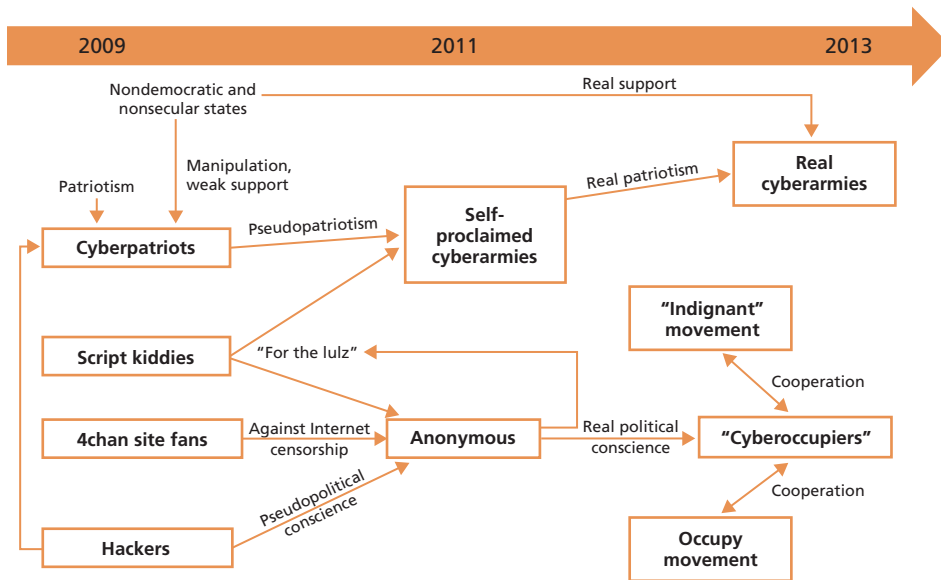 2009
2011
2013
Nondemocratic and
nonsecular states
Real support
Manipulation,
weak support
Patriotism
Real patriotism
Real
cyberarmies
Self-
proclaimed
cyberarmies
Cyberpatriots
Pseudopatriotism
"Indignant"
movement
Script kiddies
"For the lulz"
Cooperation
4chan site fans
Against Internet
censorship
Anonymous
Real political
conscience
"Cyberoccupiers"
Pseudopolitical
conscience
Cooperation
Hackers
Occupy
movement